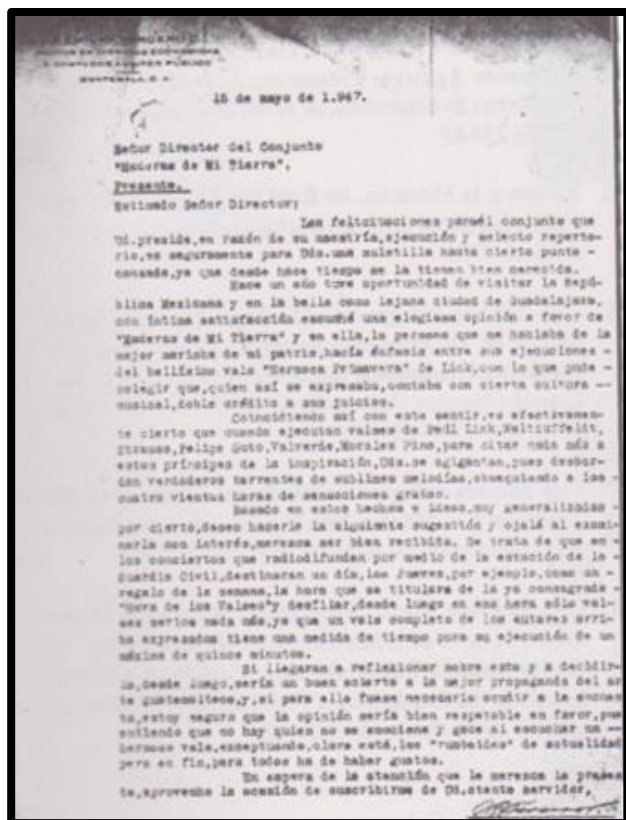 GUATEMALA, C. A.
15 de mayo de 1.947.
Señor Director del Conjunto
"Maderas de Mi Tierra".
Presente.
Estimado Señor Director:
Las felicitaciones para el conjunto que
Ud.preside,en razón de su maestría,ejecución y selecto reperto-
rio,es seguramente para Uds.una muletilla hasta cierto punto -
cansada,ya que desde hace tiempo se la tienen bien merecida.
Hace un año tuve oportunidad de visitar la Repú-
blica Mexicana y en la bella como lejana ciudad de Guadalajara,
con íntima satisfacción escuché una elogiosa opinión a favor de
"Maderas de Mi Tierra" y en ella,la persona que me hablaba de la
mejor marimba de mi patria,hacía énfasis entre sus ejecuciones -
del bellísimo vals "Hermosa Primavera" de Link,con lo que pude -
colegir que,quien así se expresaba,contaba con cierta cultura --
musical,doble crédito a sus juicios.
Coincidiendo así con este sentir,es efectivamen-
te cierto que cuando ejecutan valses de Link,
Strauss,Felipe Soto,Valverde,Morales Pino,para citar nada más a
estos príncipes de la inspiración,Uds.se agigantan,pues desbor-
dan verdaderos torrentes de sublimes melodías,obsequiando a los -
cuatro vientos horas de sensaciones gratas.
Basado en estos hechos e ideas,muy generalizadas -
por cierto,deseo hacerle la siguiente sugestión y ojalá al exami-
narla con interés,merezca ser bien recibida. Se trata de que en -
los conciertos que radiodifunden por medio de la estación de la -
Guardia Civil,destinaran un día,los Jueves,por ejemplo,como un -
regalo de la semana,la hora que se titulara de la ya consagrada -
"Hora de los Valses"y desfilar,desde luego en esa hora sólo val-
ses serios nada más,ya que un vals completo de los autores arri-
ba expresados tiene una medida de tiempo para su ejecución de un
máximo de quince minutos.
Si llegaran a reflexionar sobre esto y a decidir-
lo,desde luego,sería un buen acierto a la mejor propaganda del ar
te guatemalteco,y,si para ello fuese necesario acudir a la encues
ta,estoy seguro que la opinión sería bien respetable en favor,pues
entiendo que no hay quien no se emocione y goce al escuchar un --
hermoso vals,exceptuando,claro está,los "rumbeidos" de actualidad
pero en fin,para todos ha de haber gustos.
En espera de la atención que le merezca la presen
te,aprovecho la ocasión de suscribirme de Ud.atento servidor,